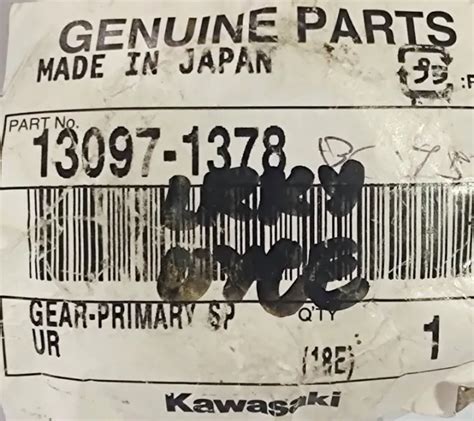 GENUINE PARTS
MADE IN JAPAN
PART No.
13097-1378
GEAR-PRIMARY SP
UR
Q'TY
(18E)
1
Kawasaki